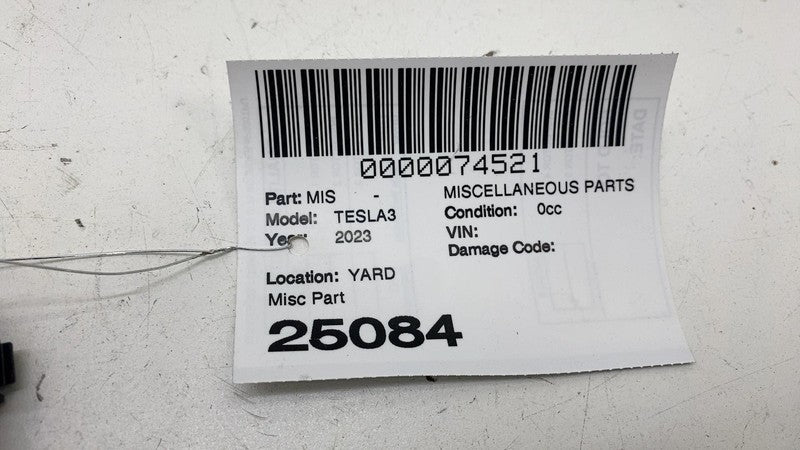 0000074521
Part: MIS - MISCELLANEOUS PARTS
Model: TESLA3 Condition: 0cc
Year: 2023 VIN:
Damage Code:
Location: YARD
Misc Part
25084